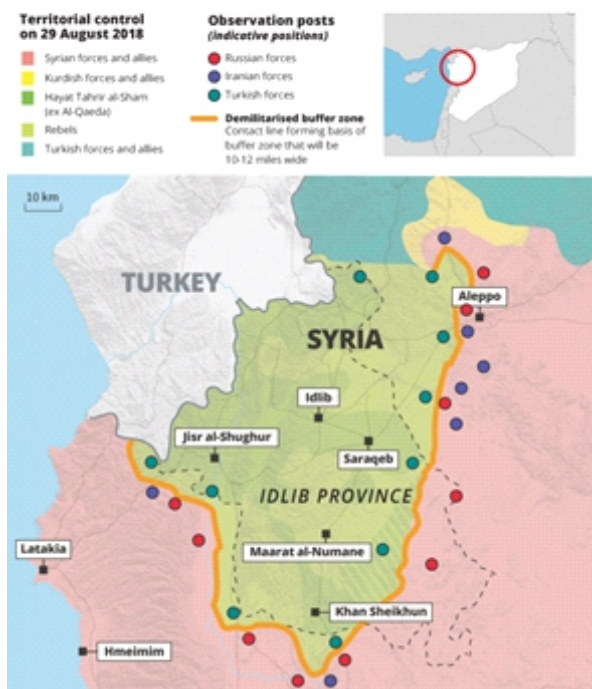 Territorial control
on 29 August 2018
Syrian forces and allies
Kurdish forces and allies
Hayat Tahrir al-Sham
(ex Al-Qaeda)
Rebels
Turkish forces and allies
Observation posts
(indicative positions)
Russian forces
Iranian forces
Turkish forces
Demilitarised buffer zone
Contact line forming basis of
buffer zone that will be
10-12 miles wide
10 km
TURKEY
Aleppo
SYRIA
Idlib
Jisr al-Shughur
Saraqeb
IDLIB PROVINCE
Latakia
Maarat al-Numane
Khan Sheikhun
Hmeimim